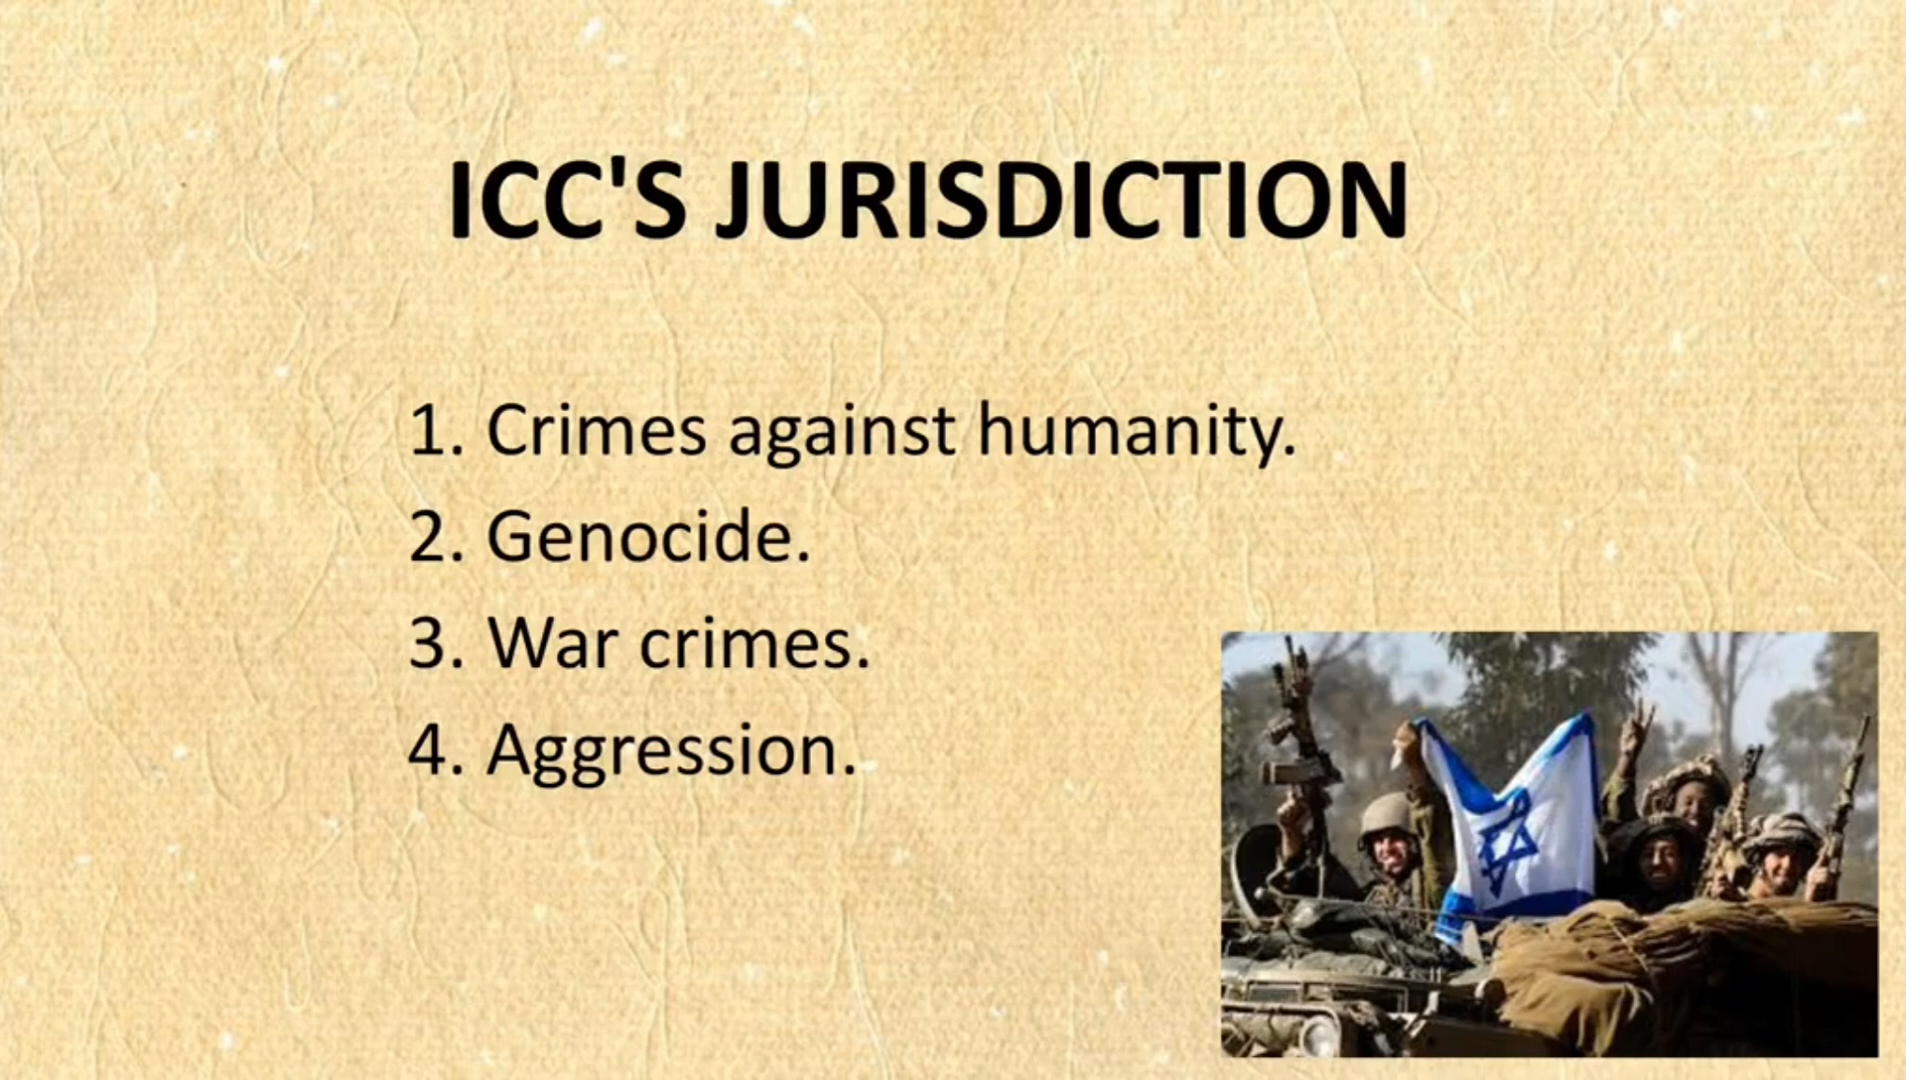 ICC'S JURISDICTION
1. Crimes against humanity.
2. Genocide.
3. War crimes.
4. Aggression.